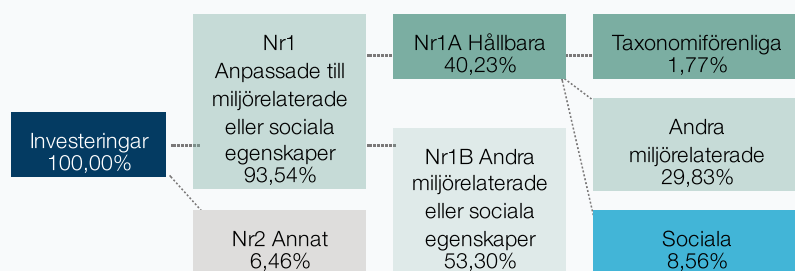 Investeringar
100,00%
Nr1
Anpassade till
miljörelaterade
eller sociala
egenskaper
93,54%
Nr2 Annat
6,46%
Nr1A Hållbara
40,23%
Nr1B Andra
miljörelaterade
eller sociala
egenskaper
53,30%
Taxonomiförenliga
1,77%
Andra
miljörelaterade
29,83%
Sociala
8,56%